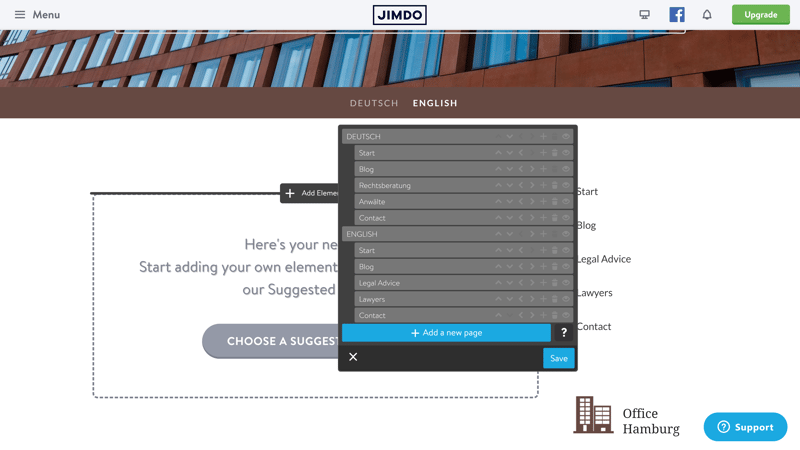 Menu
JIMDO
Upgrade
DEUTSCH ENGLISH
DEUTSCH
Start
Blog
Rechtsberatung
Anwälte
Contact
ENGLISH
Start
Blog
Legal Advice
Lawyers
Contact
+ Add a new page
?
Save
+ Add Eleme
Here's your ne
Start adding your own element
our Suggested
CHOOSE A SUGGEST
Start
Blog
Legal Advice
Lawyers
Contact
Office
Hamburg
? Support